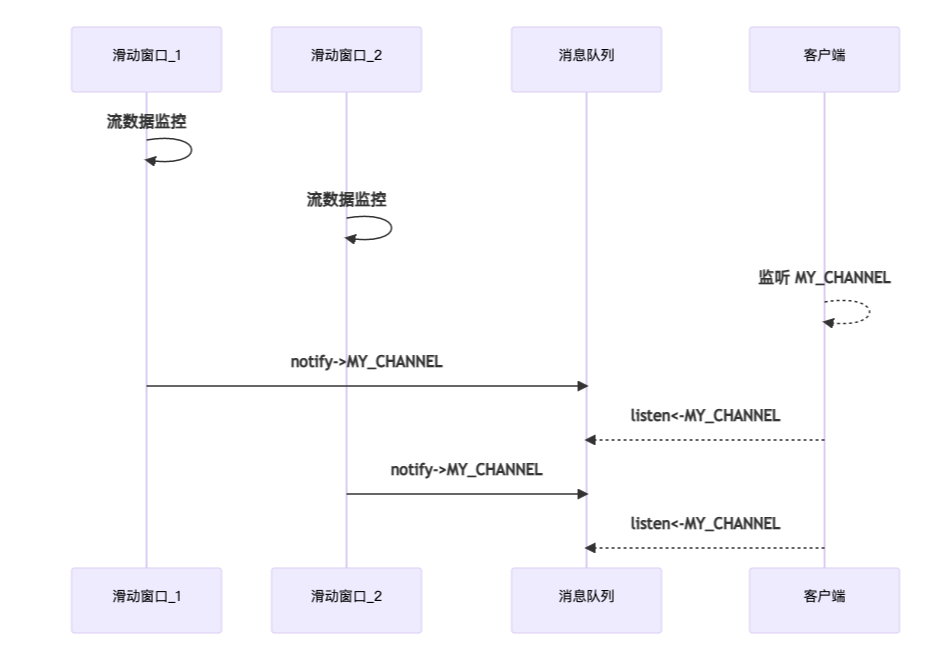 滑动窗口_1
滑动窗口_2
消息队列
客户端
流数据监控
流数据监控
监听 MY_CHANNEL
notify->MY_CHANNEL
listen<-MY_CHANNEL
notify->MY_CHANNEL
listen<-MY_CHANNEL
滑动窗口_1
滑动窗口_2
消息队列
客户端